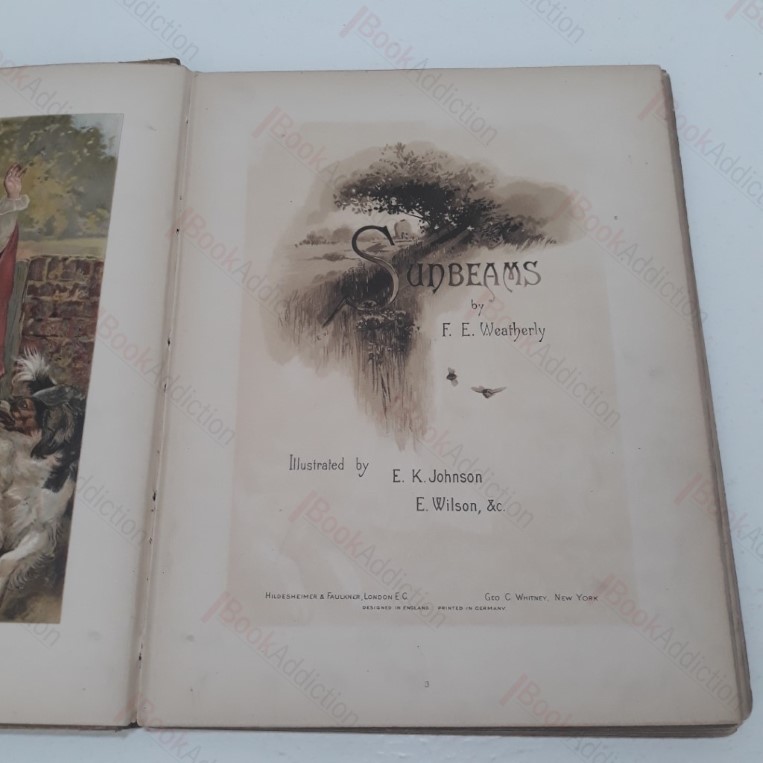 SUNBEAMS
by
F. E. Weatherly
Illustrated by
E. K. Johnson
E. Wilson, &c.
HILDESHEIMER & FAULKNER, LONDON E.C. GEO C. WHITNEY, NEW YORK
DESIGNED IN ENGLAND PRINTED IN GERMANY
3
BookAddiction